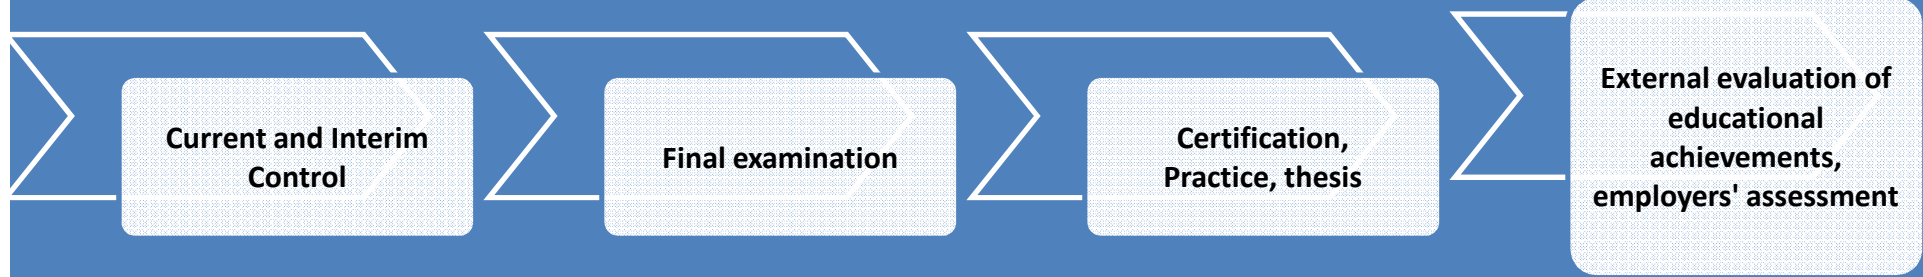 Current and Interim
Control
Final examination
Certification,
Practice, thesis
External evaluation of
educational
achievements,
employers' assessment